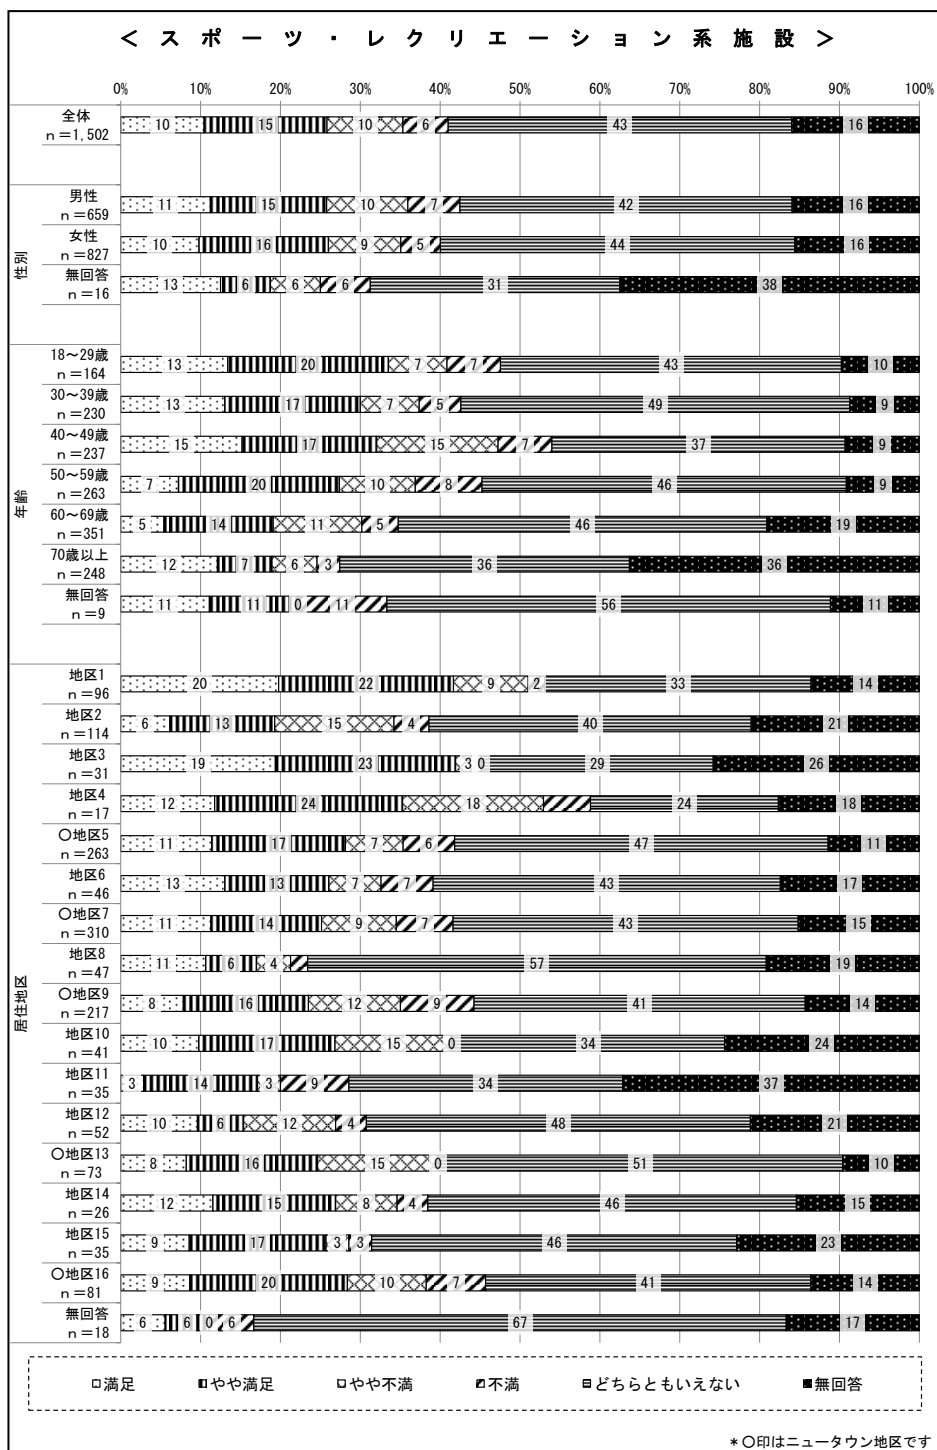 ＜スポーツ・レクリエーション系施設＞
0% 10% 20% 30% 40% 50% 60% 70% 80% 90% 100%
全体
ｎ=1,502
10 15 10 6 43 16
性別
男性
ｎ=659
11 15 10 7 42 16
女性
ｎ=827
10 16 9 5 44 16
無回答
ｎ=16
13 6 6 6 31 38
年齢
18～29歳
ｎ=164
13 20 7 7 43 10
30～39歳
ｎ=230
13 17 7 5 49 9
40～49歳
ｎ=237
15 17 15 7 37 9
50～59歳
ｎ=263
7 20 10 8 46 9
60～69歳
ｎ=351
5 14 11 5 46 19
70歳以上
ｎ=248
12 7 6 3 36 36
無回答
ｎ=9
11 11 0 11 56 11
居住地区
地区1
ｎ=96
20 22 9 2 33 14
地区2
ｎ=114
6 13 15 4 40 21
地区3
ｎ=31
19 23 3 0 29 26
地区4
ｎ=17
12 24 18 24 18
○地区5
ｎ=263
11 17 7 6 47 11
地区6
ｎ=46
13 13 7 7 43 17
○地区7
ｎ=310
11 14 9 7 43 15
地区8
ｎ=47
11 6 4 57 19
○地区9
ｎ=217
8 16 12 9 41 14
地区10
ｎ=41
10 17 15 0 34 24
地区11
ｎ=35
3 14 3 9 34 37
地区12
ｎ=52
10 6 12 4 48 21
○地区13
ｎ=73
8 16 15 0 51 10
地区14
ｎ=26
12 15 8 4 46 15
地区15
ｎ=35
9 17 3 3 46 23
○地区16
ｎ=81
9 20 10 7 41 14
無回答
ｎ=18
6 6 0 6 67 17
満足 やや満足 やや不満 不満 どちらともいえない 無回答
＊○印はニュータウン地区です